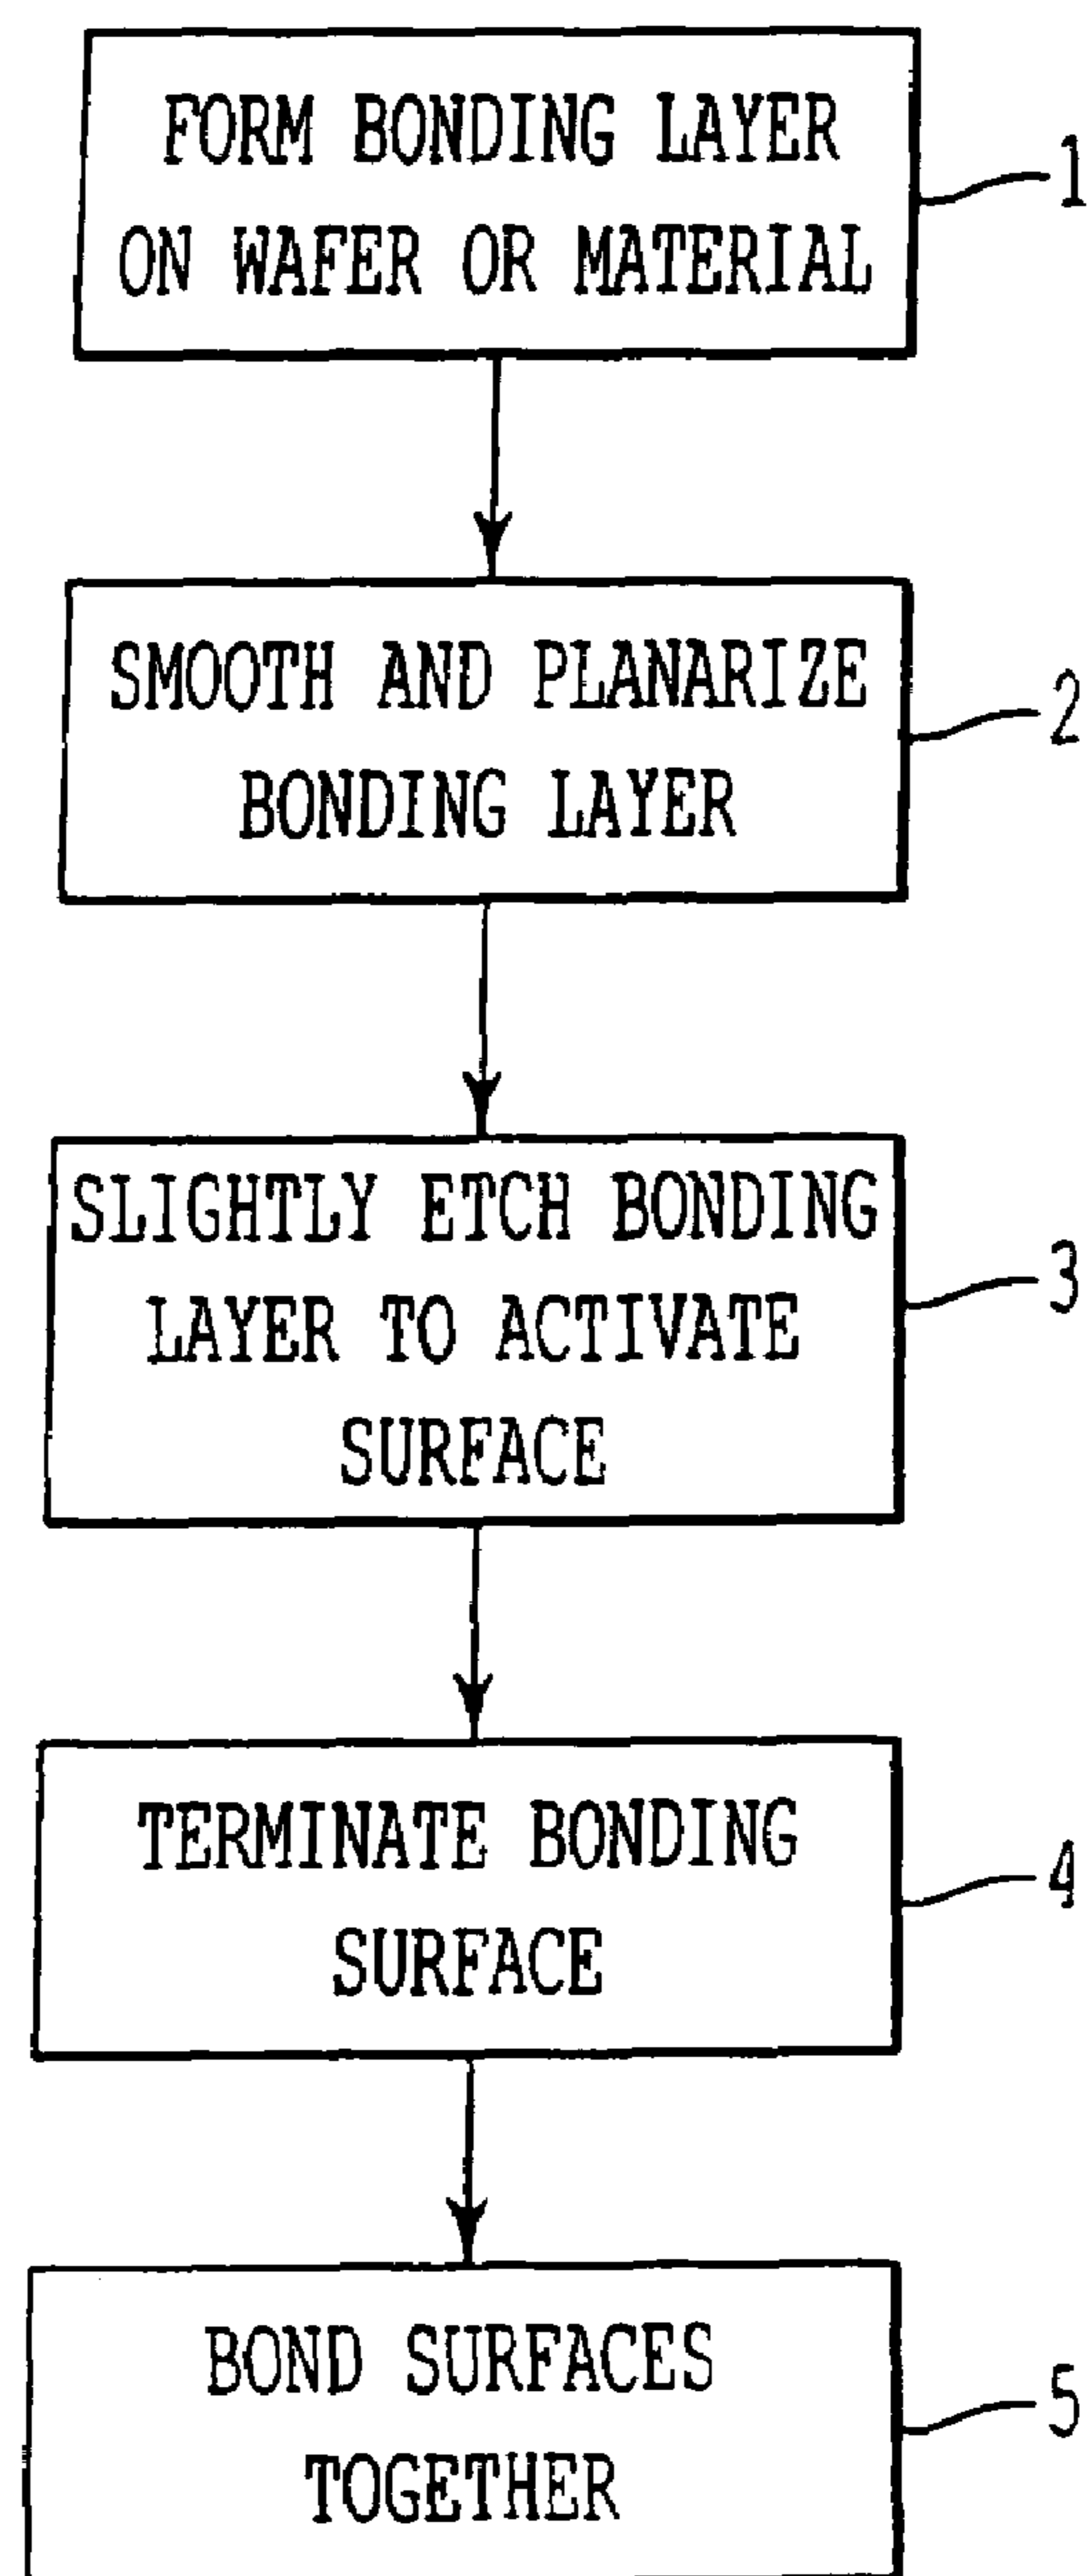 FORM BONDING LAYER
ON WAFER OR MATERIAL
1
SMOOTH AND PLANARIZE
BONDING LAYER
2
SLIGHTLY ETCH BONDING
LAYER TO ACTIVATE
SURFACE
3
TERMINATE BONDING
SURFACE
4
BOND SURFACES
TOGETHER
5